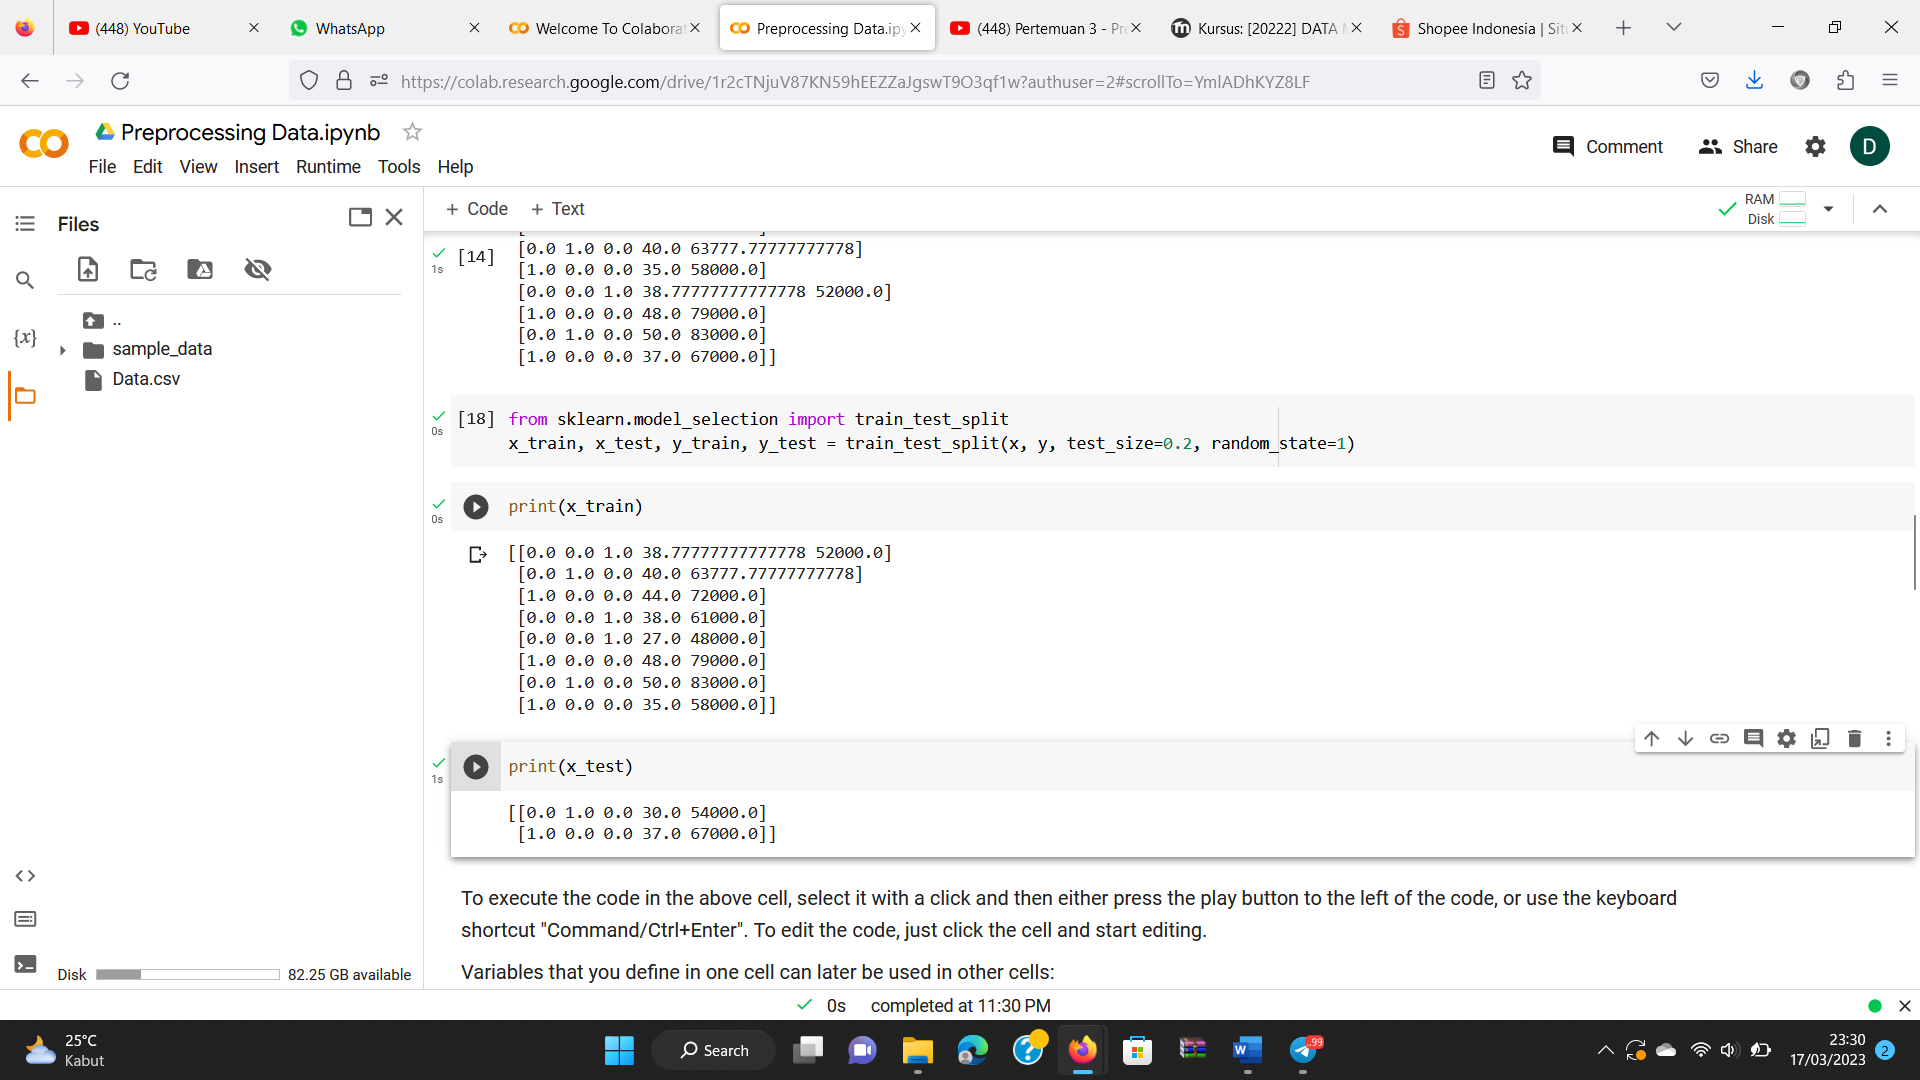 (448) YouTube
WhatsApp
Welcome To Colaborat
Preprocessing Data.ipy
(448) Pertemuan 3 - Pr
Kursus: [20222] DATA M
Shopee Indonesia | Sit
https://colab.research.google.com/drive/1r2cTNjuV87KN59hEEZZaJgswT9O3qf1w?authuser=2#scrollTo=YmlADhKYZ8LF
Preprocessing Data.ipynb
File Edit View Insert Runtime Tools Help
Comment
Share
D
Files
+ Code + Text
RAM
Disk
{x}
..
sample_data
Data.csv
1s
[14]
[0.0 1.0 0.0 40.0 63777.77777777778]
[1.0 0.0 0.0 35.0 58000.0]
[0.0 0.0 1.0 38.77777777777778 52000.0]
[1.0 0.0 0.0 48.0 79000.0]
[0.0 1.0 0.0 50.0 83000.0]
[1.0 0.0 0.0 37.0 67000.0]]
0s
[18] from sklearn.model_selection import train_test_split
x_train, x_test, y_train, y_test = train_test_split(x, y, test_size=0.2, random_state=1)
0s
print(x_train)
[[0.0 0.0 1.0 38.77777777777778 52000.0]
[0.0 1.0 0.0 40.0 63777.77777777778]
[1.0 0.0 0.0 44.0 72000.0]
[0.0 0.0 1.0 38.0 61000.0]
[0.0 0.0 1.0 27.0 48000.0]
[1.0 0.0 0.0 48.0 79000.0]
[0.0 1.0 0.0 50.0 83000.0]
[1.0 0.0 0.0 35.0 58000.0]]
1s
print(x_test)
[[0.0 1.0 0.0 30.0 54000.0]
[1.0 0.0 0.0 37.0 67000.0]]
To execute the code in the above cell, select it with a click and then either press the play button to the left of the code, or use the keyboard
shortcut "Command/Ctrl+Enter". To edit the code, just click the cell and start editing.
Variables that you define in one cell can later be used in other cells:
Disk
82.25 GB available
0s completed at 11:30 PM
25°C
Kabut
Search
99
23:30
17/03/2023
2